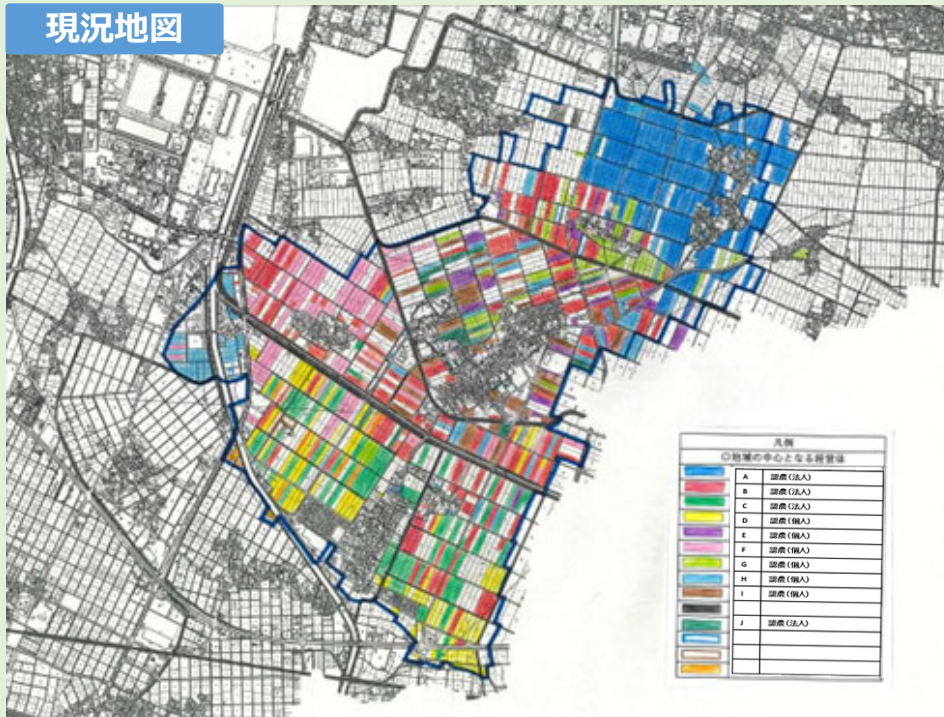 現況地図
凡例
○地域の中心となる経営体
A 認農(法人)
B 認農(法人)
C 認農(法人)
D 認農(個人)
E 認農(個人)
F 認農(個人)
G 認農(個人)
H 認農(個人)
I 認農(個人)
J 認農(法人)